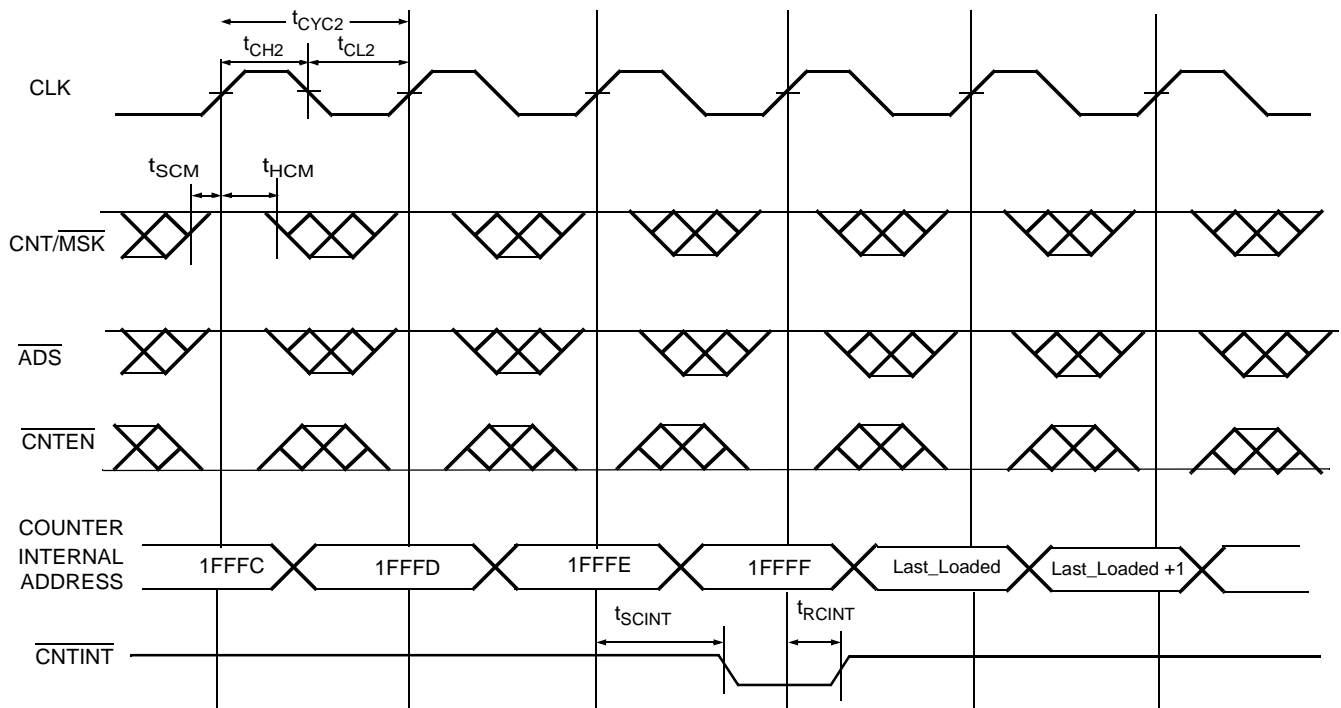 tCYC2
tCH2 tCL2
CLK
tSCM tHCM
CNT/MSK
ADS
CNTEN
COUNTER
INTERNAL
ADDRESS
1FFFC 1FFFD 1FFFE 1FFFF Last_Loaded Last_Loaded +1
tSCINT tRCINT
CNTINT